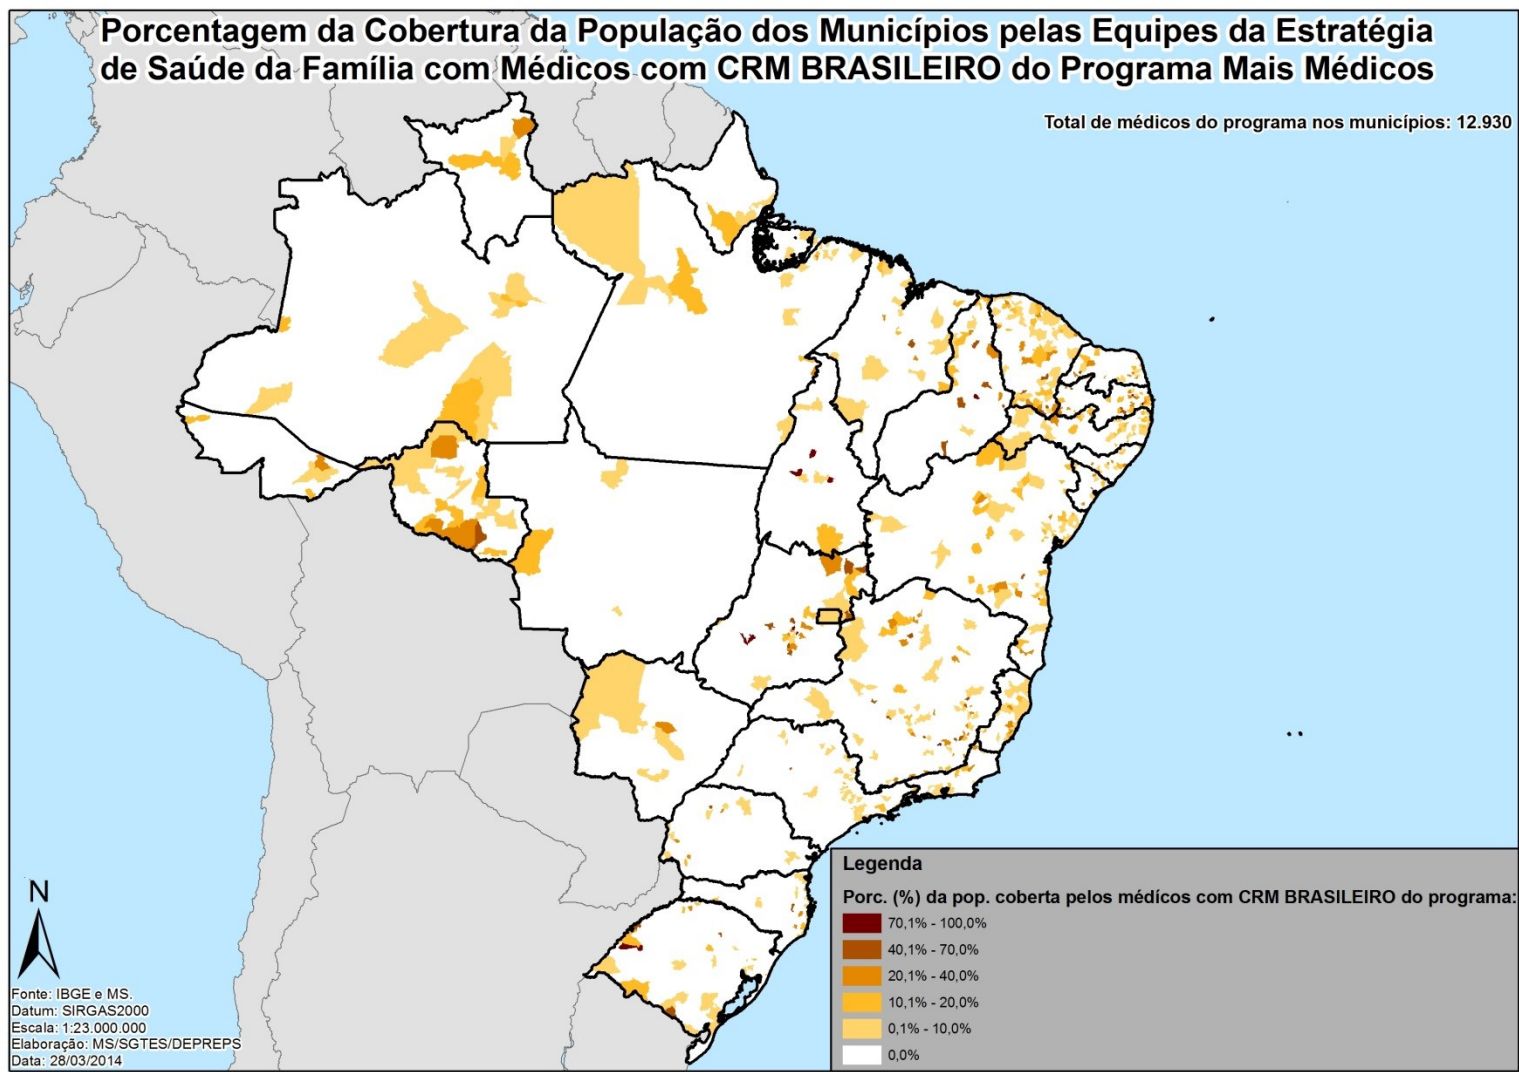 Porcentagem da Cobertura da População dos Municípios pelas Equipes da Estratégia
de Saúde da Família com Médicos com CRM BRASILEIRO do Programa Mais Médicos
Total de médicos do programa nos municípios: 12.930
Legenda
Porc. (%) da pop. coberta pelos médícos com CRM BRASILEIRO do programa:
70,1% - 100,0%
40,1% - 70,0%
20,1% - 40,0%
10,1% - 20,0%
0,1% - 10,0%
0,0%
N
Fonte: IBGE e MS.
Datum: SIRGAS2000
Escala: 1:23.000.000
Elaboração: MS/SGTES/DEPREPS
Data: 28/03/2014